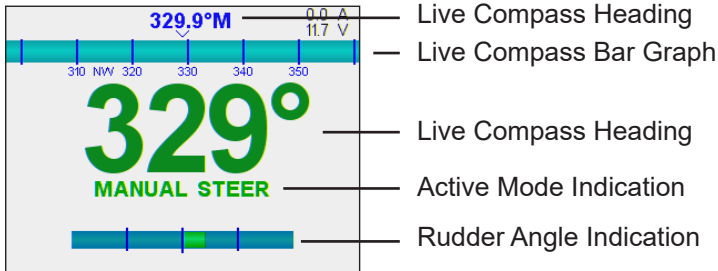 329.9°M
0.0 A
11.7 V
310 NW 320 330 340 350
329°
MANUAL STEER
Live Compass Heading
Live Compass Bar Graph
Live Compass Heading
Active Mode Indication
Rudder Angle Indication